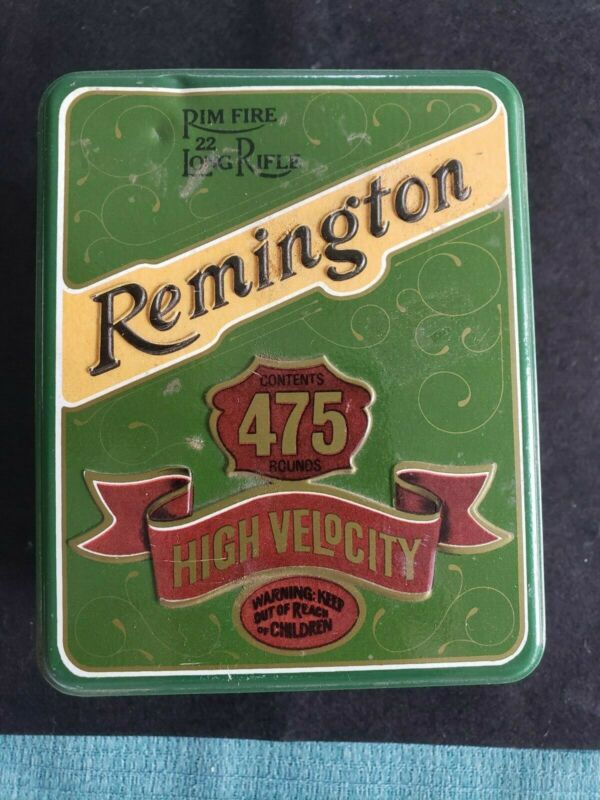 RIM FIRE
22
LONG RIFLE
Remington
CONTENTS
475
ROUNDS
HIGH VELOCITY
WARNING: KEEP
OUT OF REACH
OF CHILDREN